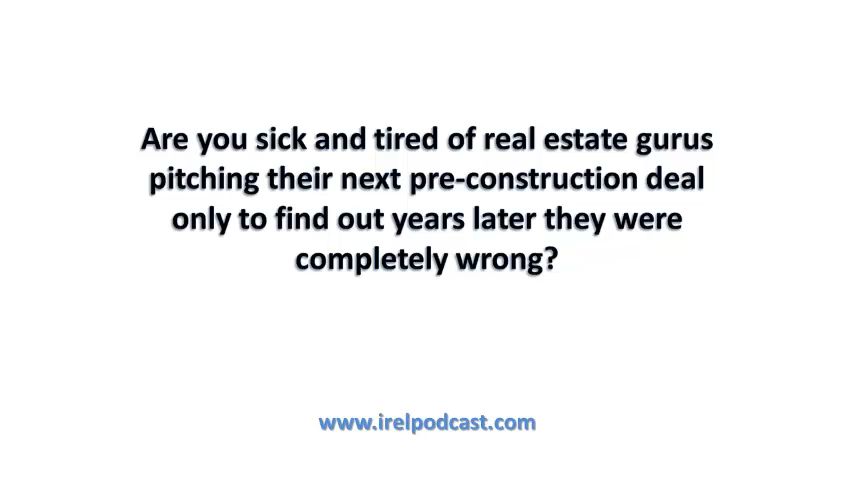 Are you sick and tired of real estate gurus
pitching their next pre-construction deal
only to find out years later they were
completely wrong?
www.irelpodcast.com